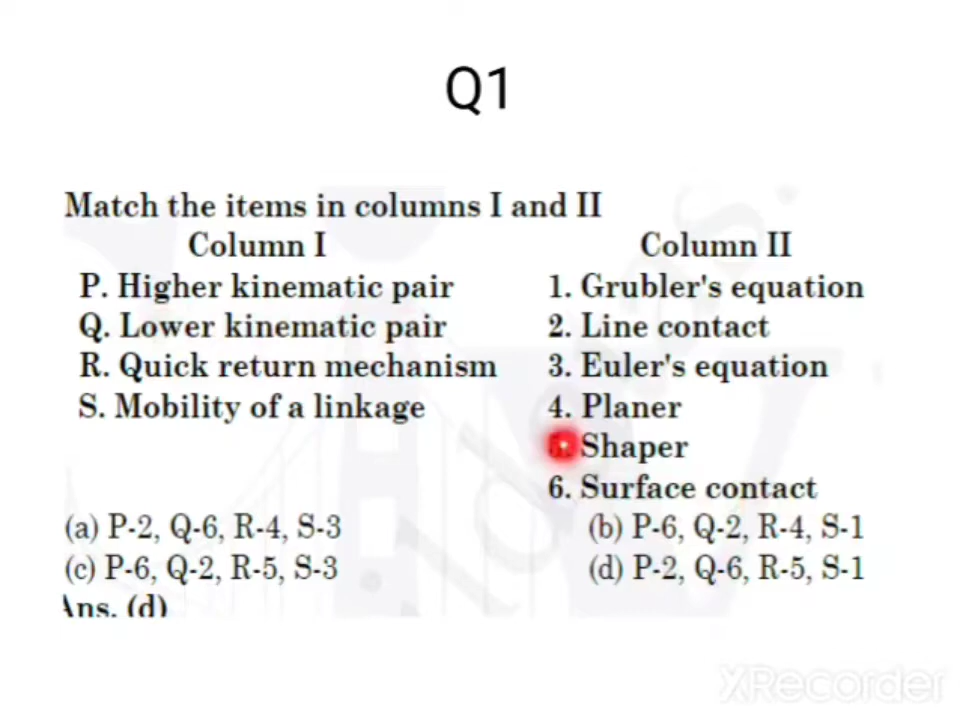 Q1
Match the items in columns I and II
Column I Column II
P. Higher kinematic pair 1. Grubler's equation
Q. Lower kinematic pair 2. Line contact
R. Quick return mechanism 3. Euler's equation
S. Mobility of a linkage 4. Planer
Shaper
6. Surface contact
(a) P-2, Q-6, R-4, S-3 (b) P-6, Q-2, R-4, S-1
(c) P-6, Q-2, R-5, S-3 (d) P-2, Q-6, R-5, S-1
Ans. (d)
XRecorder